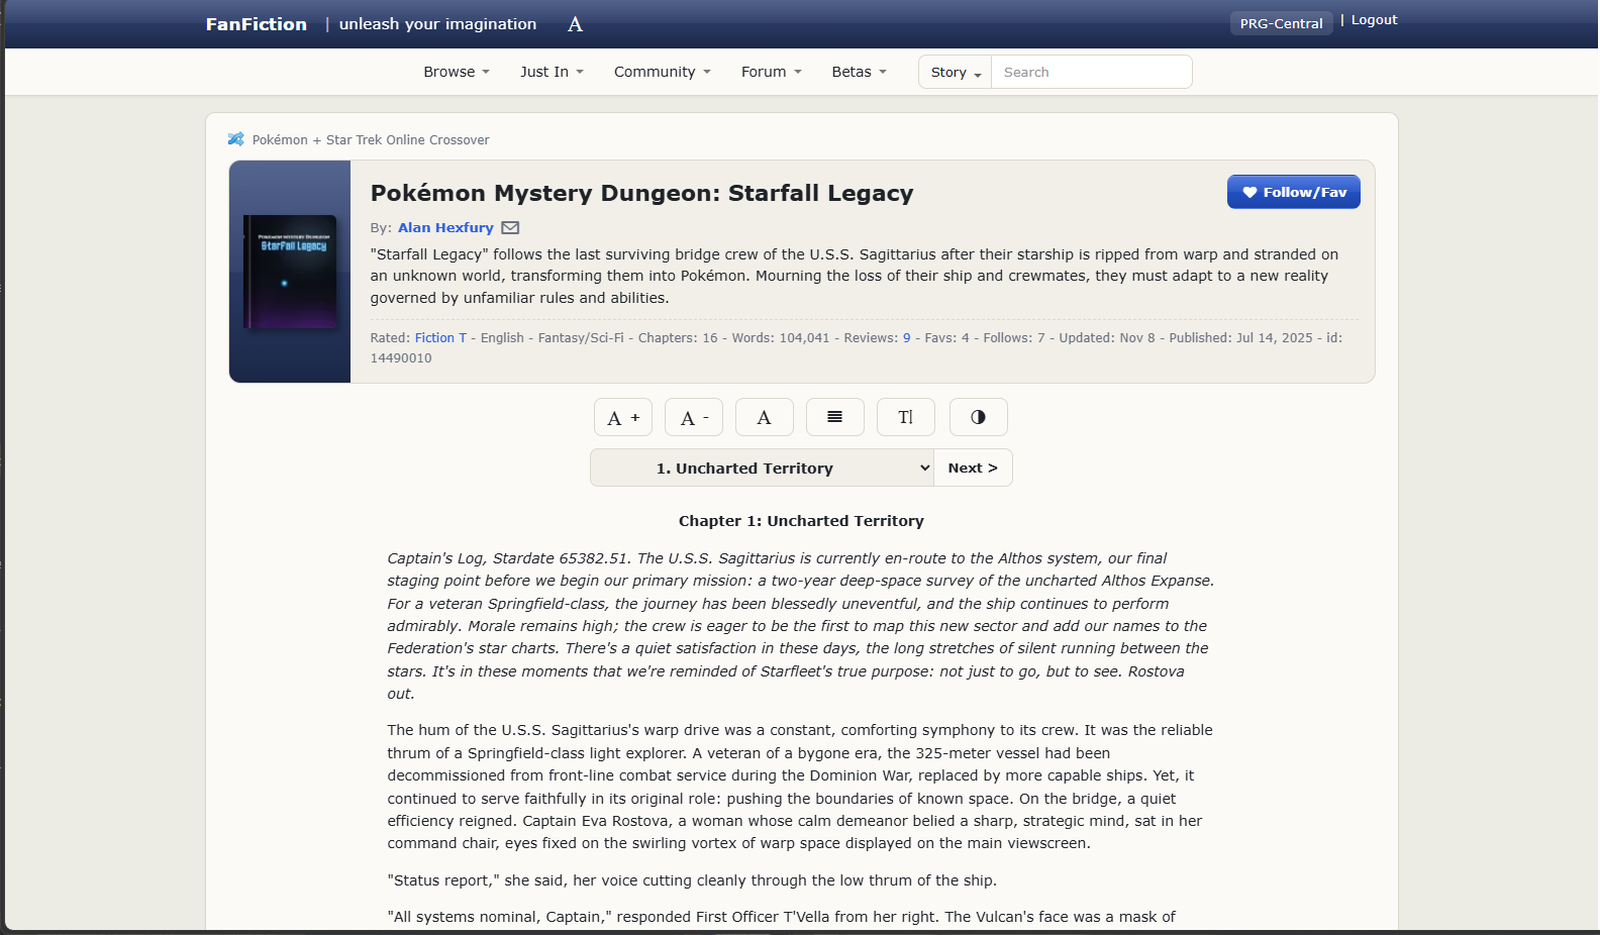 FanFiction | unleash your imagination A
PRG-Central | Logout
Browse Just In Community Forum Betas Story Search
Pokémon + Star Trek Online Crossover
POKEMON MYSTERY DUNGEON
Starfall Legacy
Pokémon Mystery Dungeon: Starfall Legacy
Follow/Fav
By: Alan Hexfury
"Starfall Legacy" follows the last surviving bridge crew of the U.S.S. Sagittarius after their starship is ripped from warp and stranded on
an unknown world, transforming them into Pokémon. Mourning the loss of their ship and crewmates, they must adapt to a new reality
governed by unfamiliar rules and abilities.
Rated: Fiction T - English - Fantasy/Sci-Fi - Chapters: 16 - Words: 104,041 - Reviews: 9 - Favs: 4 - Follows: 7 - Updated: Nov 8 - Published: Jul 14, 2025 - id:
14490010
A + A - A T
1. Uncharted Territory Next >
Chapter 1: Uncharted Territory
Captain's Log, Stardate 65382.51. The U.S.S. Sagittarius is currently en-route to the Althos system, our final
staging point before we begin our primary mission: a two-year deep-space survey of the uncharted Althos Expanse.
For a veteran Springfield-class, the journey has been blessedly uneventful, and the ship continues to perform
admirably. Morale remains high; the crew is eager to be the first to map this new sector and add our names to the
Federation's star charts. There's a quiet satisfaction in these days, the long stretches of silent running between the
stars. It's in these moments that we're reminded of Starfleet's true purpose: not just to go, but to see. Rostova
out.
The hum of the U.S.S. Sagittarius's warp drive was a constant, comforting symphony to its crew. It was the reliable
thrum of a Springfield-class light explorer. A veteran of a bygone era, the 325-meter vessel had been
decommissioned from front-line combat service during the Dominion War, replaced by more capable ships. Yet, it
continued to serve faithfully in its original role: pushing the boundaries of known space. On the bridge, a quiet
efficiency reigned. Captain Eva Rostova, a woman whose calm demeanor belied a sharp, strategic mind, sat in her
command chair, eyes fixed on the swirling vortex of warp space displayed on the main viewscreen.
"Status report," she said, her voice cutting cleanly through the low thrum of the ship.
"All systems nominal, Captain," responded First Officer T'Vella from her right. The Vulcan's face was a mask of